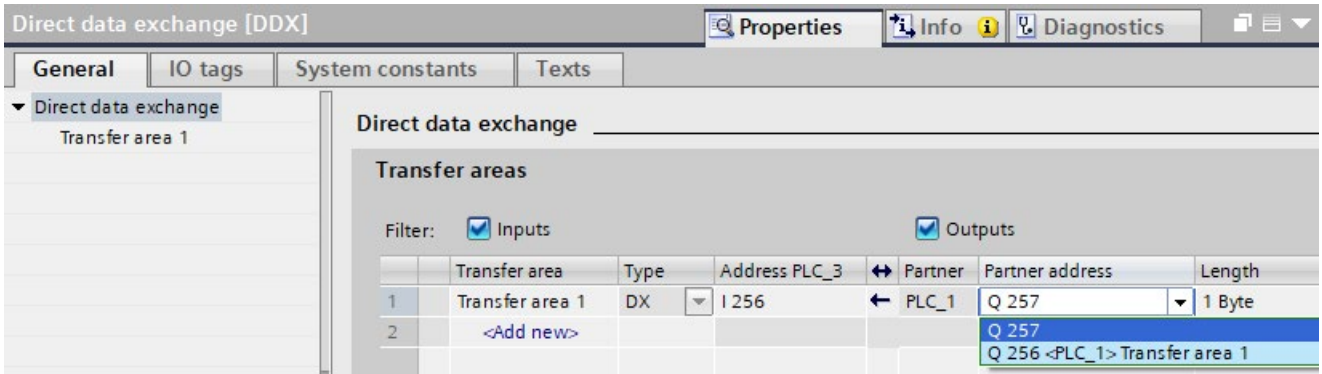 Direct data exchange [DDX] Properties Info Diagnostics
General IO tags System constants Texts
Direct data exchange
Transfer area 1
Direct data exchange
Transfer areas
Filter: Inputs Outputs
Transfer area Type Address PLC_3 Partner Partner address Length
1 Transfer area 1 DX I 256 PLC_1 Q 257 1 Byte
2 <Add new> Q 257
Q 256 <PLC_1> Transfer area 1